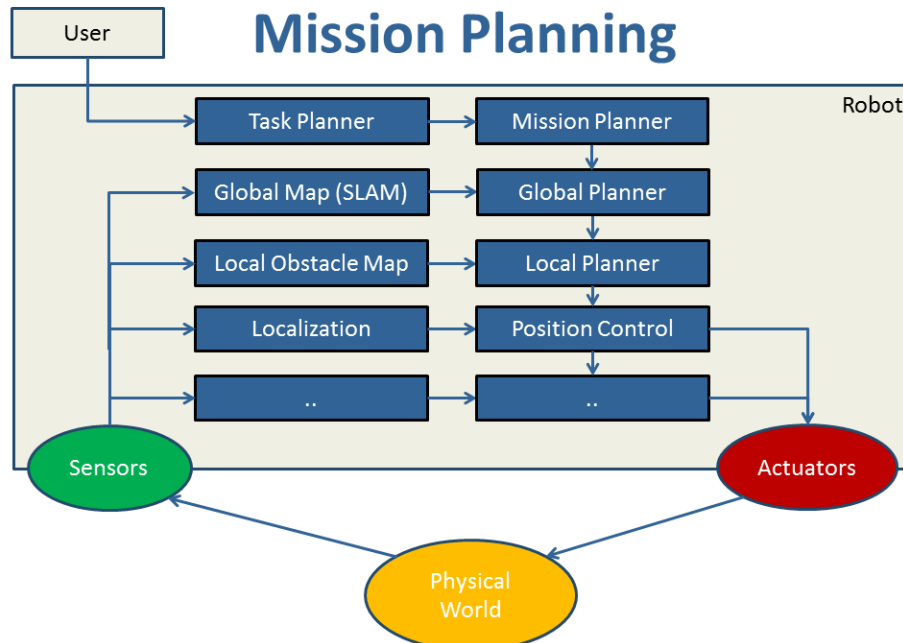 User
Mission Planning
Robot
Task Planner
Mission Planner
Global Map (SLAM)
Global Planner
Local Obstacle Map
Local Planner
Localization
Position Control
..
..
Sensors
Actuators
Physical
World